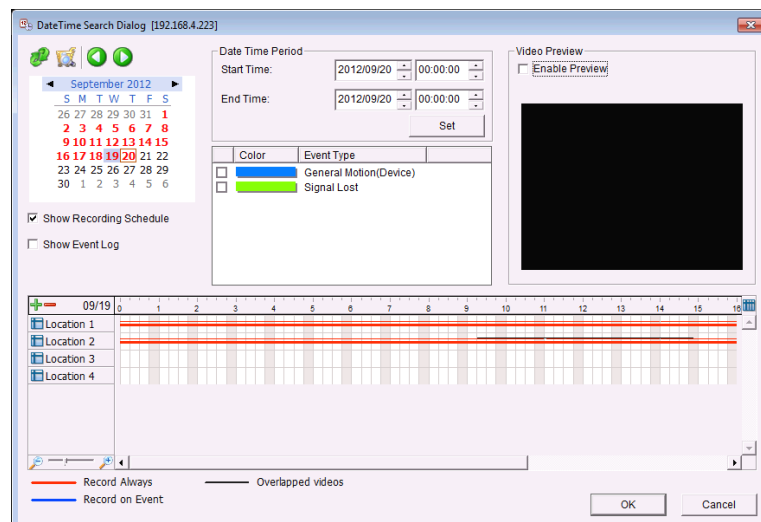 DateTime Search Dialog [192.168.4.223]
September 2012
S M T W T F S
26 27 28 29 30 31 1
2 3 4 5 6 7 8
9 10 11 12 13 14 15
16 17 18 19 20 21 22
23 24 25 26 27 28 29
30 1 2 3 4 5 6
Show Recording Schedule
Show Event Log
Date Time Period
Start Time: 2012/09/20 00:00:00
End Time: 2012/09/20 00:00:00
Set
Color Event Type
General Motion(Device)
Signal Lost
Video Preview
Enable Preview
09/19 0 1 2 3 4 5 6 7 8 9 10 11 12 13 14 15 16
Location 1
Location 2
Location 3
Location 4
Record Always Overlapped videos
Record on Event
OK Cancel